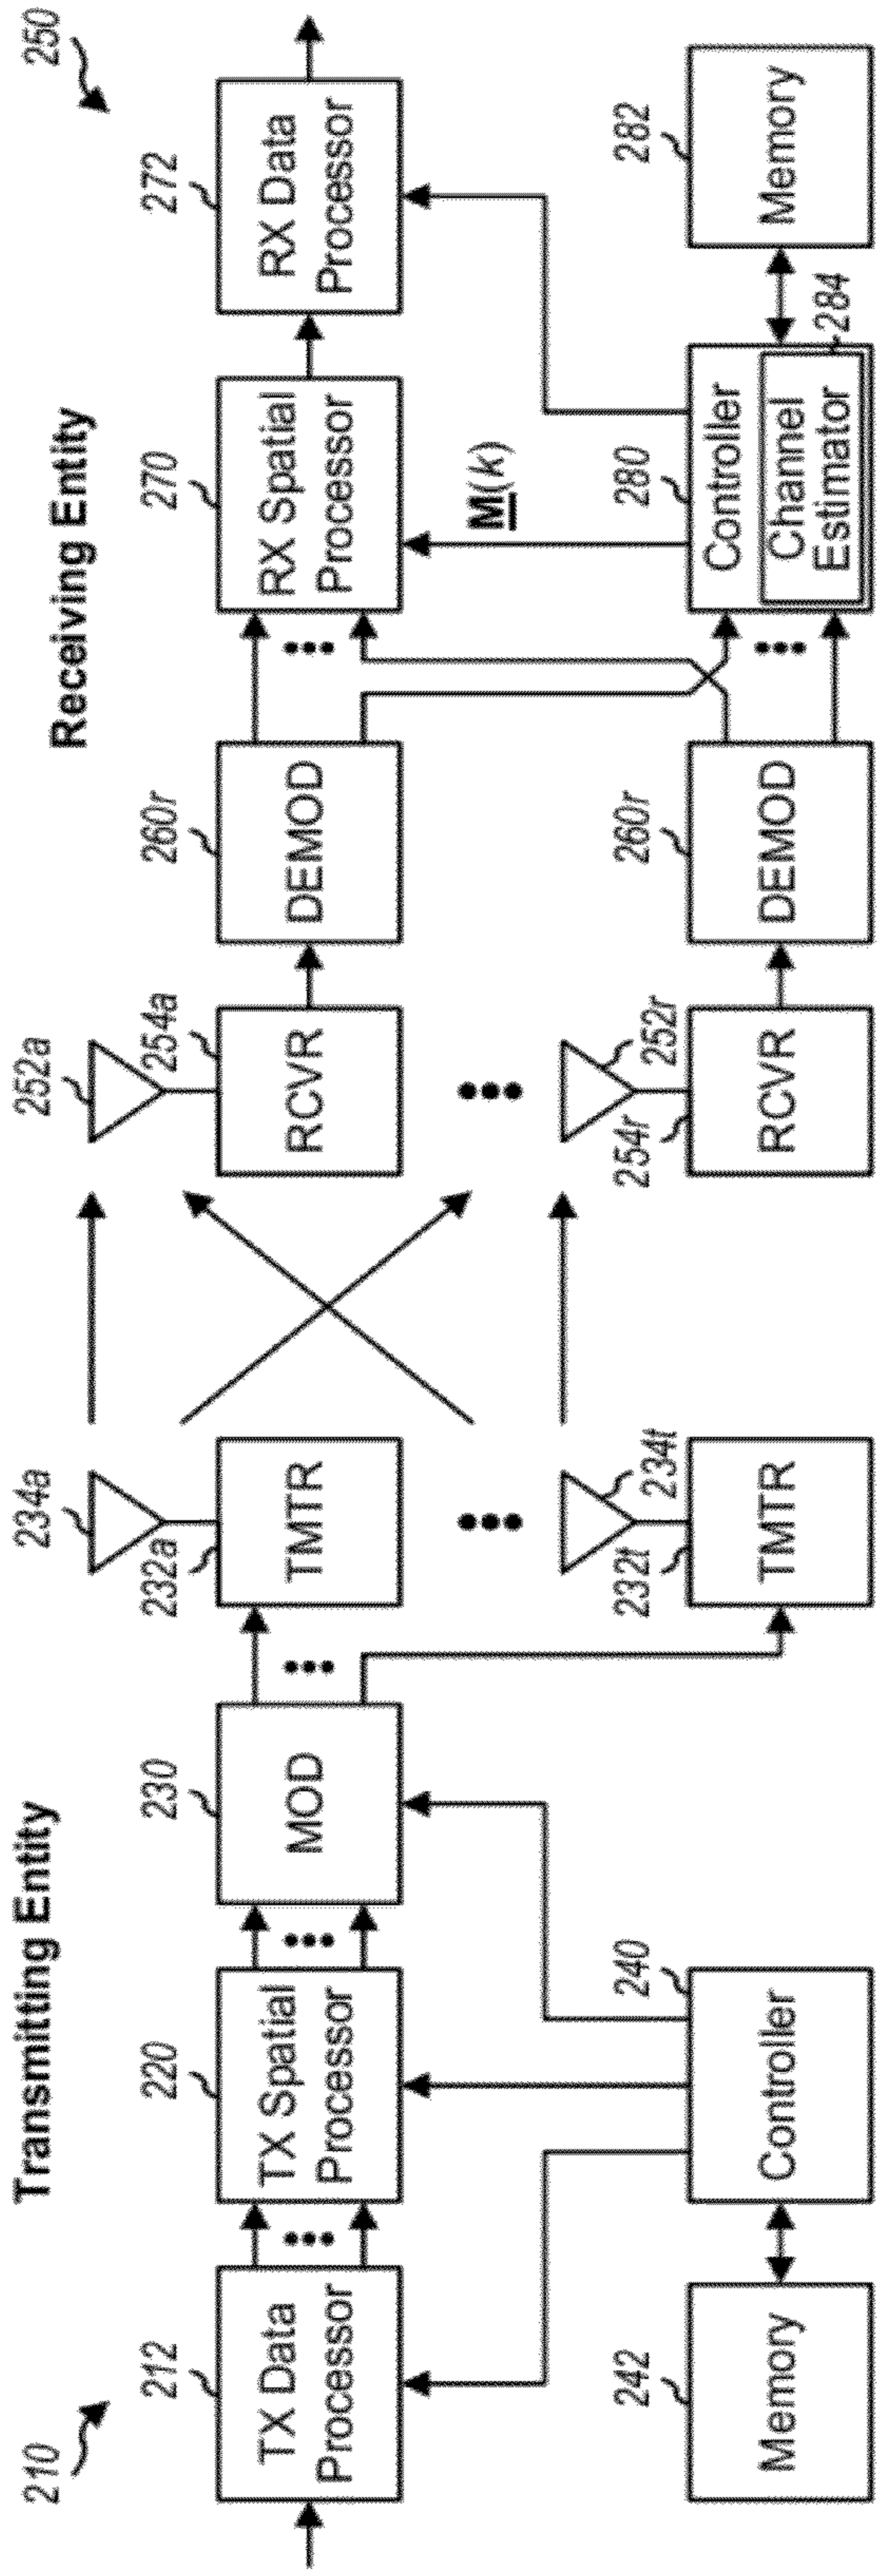 Transmitting Entity
Receiving Entity
210
250
212
TX Data
Processor
220
TX Spatial
Processor
230
MOD
234a
232a
TMTR
234t
232t
TMTR
240
Controller
242
Memory
252a
254a
RCVR
252r
254r
RCVR
260r
DEMOD
260r
DEMOD
270
RX Spatial
Processor
272
RX Data
Processor
M(k)
280
Controller
Channel
Estimator
284
282
Memory